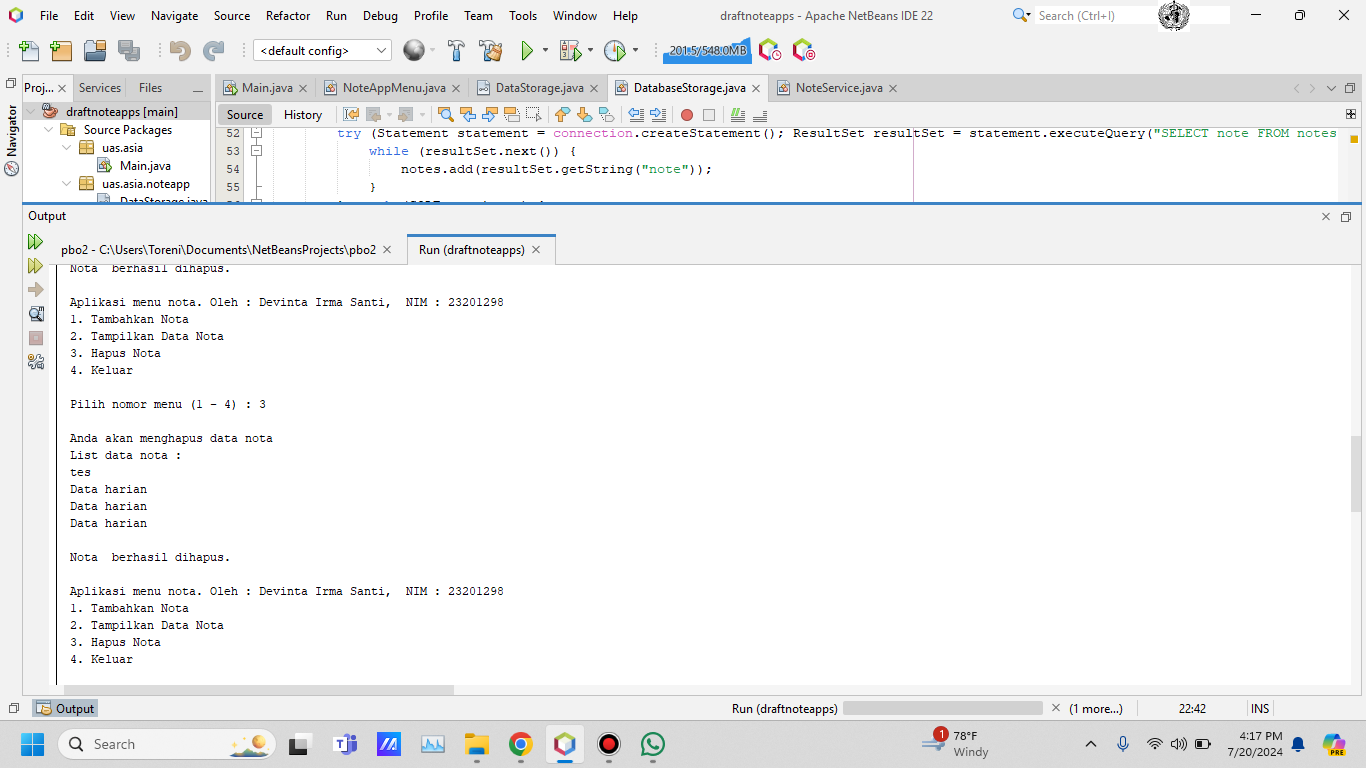 File Edit View Navigate Source Refactor Run Debug Profile Team Tools Window Help draftnoteapps - Apache NetBeans IDE 22 Search (Ctrl+I)
<default config> 201.5/548.0MB
Proj... Services Files Main.java NoteAppMenu.java DataStorage.java DatabaseStorage.java NoteService.java
Navigator
draftnoteapps [main]
Source Packages
uas.asia
Main.java
uas.asia.noteapp
DataStorage.java
Source History
52 try (Statement statement = connection.createStatement(); ResultSet resultSet = statement.executeQuery("SELECT note FROM notes
53 while (resultSet.next()) {
54 notes.add(resultSet.getString("note"));
55 }
Output
pbo2 - C:\Users\Toreni\Documents\NetBeansProjects\pbo2 Run (draftnoteapps)
Nota  berhasil dihapus.
Aplikasi menu nota. Oleh : Devinta Irma Santi,  NIM : 23201298
1. Tambahkan Nota
2. Tampilkan Data Nota
3. Hapus Nota
4. Keluar
Pilih nomor menu (1 - 4) : 3
Anda akan menghapus data nota
List data nota :
tes
Data harian
Data harian
Data harian
Nota  berhasil dihapus.
Aplikasi menu nota. Oleh : Devinta Irma Santi,  NIM : 23201298
1. Tambahkan Nota
2. Tampilkan Data Nota
3. Hapus Nota
4. Keluar
Output Run (draftnoteapps) (1 more...) 22:42 INS
Search 1 78°F Windy 4:17 PM 7/20/2024 PRE